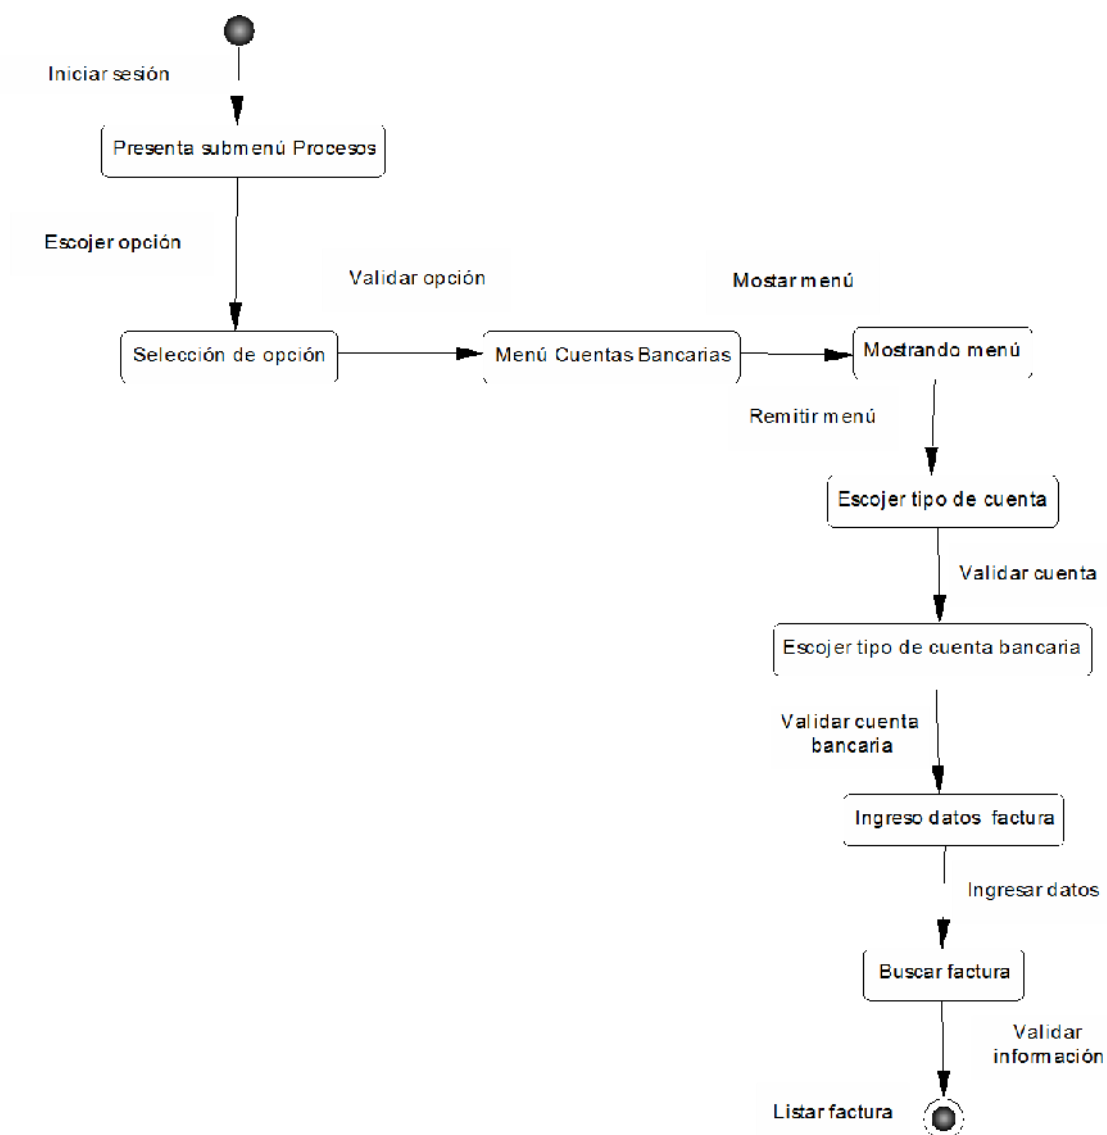 Iniciar sesión
Presenta submenú Procesos
Escojer opción
Validar opción
Mostar menú
Selección de opción
Menú Cuentas Bancarias
Mostrando menú
Remitir menú
Escojer tipo de cuenta
Validar cuenta
Escojer tipo de cuenta bancaria
Validar cuenta
bancaria
Ingreso datos factura
Ingresar datos
Buscar factura
Validar
información
Listar factura